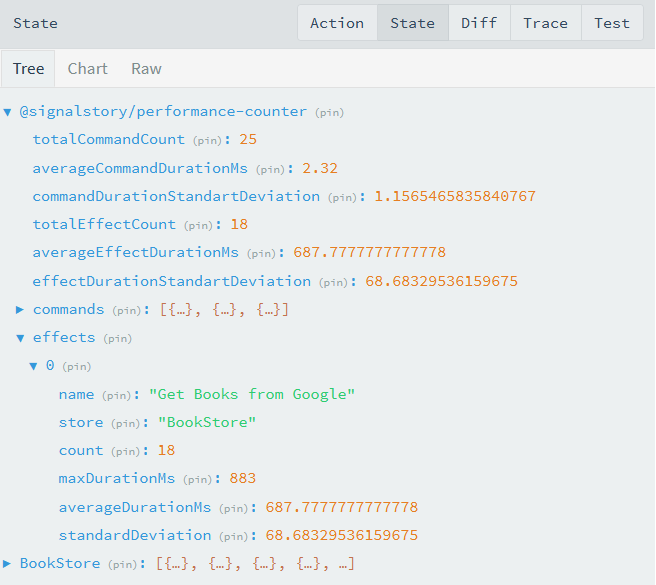 State Action State Diff Trace Test
Tree Chart Raw
▼ @signalstory/performance-counter (pin)
totalCommandCount (pin): 25
averageCommandDurationMs (pin): 2.32
commandDurationStandartDeviation (pin): 1.1565465835840767
totalEffectCount (pin): 18
averageEffectDurationMs (pin): 687.7777777777778
effectDurationStandartDeviation (pin): 68.68329536159675
▶ commands (pin): [{…}, {…}, {…}]
▼ effects (pin)
▼ 0 (pin)
name (pin): "Get Books from Google"
store (pin): "BookStore"
count (pin): 18
maxDurationMs (pin): 883
averageDurationMs (pin): 687.7777777777778
standardDeviation (pin): 68.68329536159675
▶ BookStore (pin): [{…}, {…}, {…}, {…}, …]